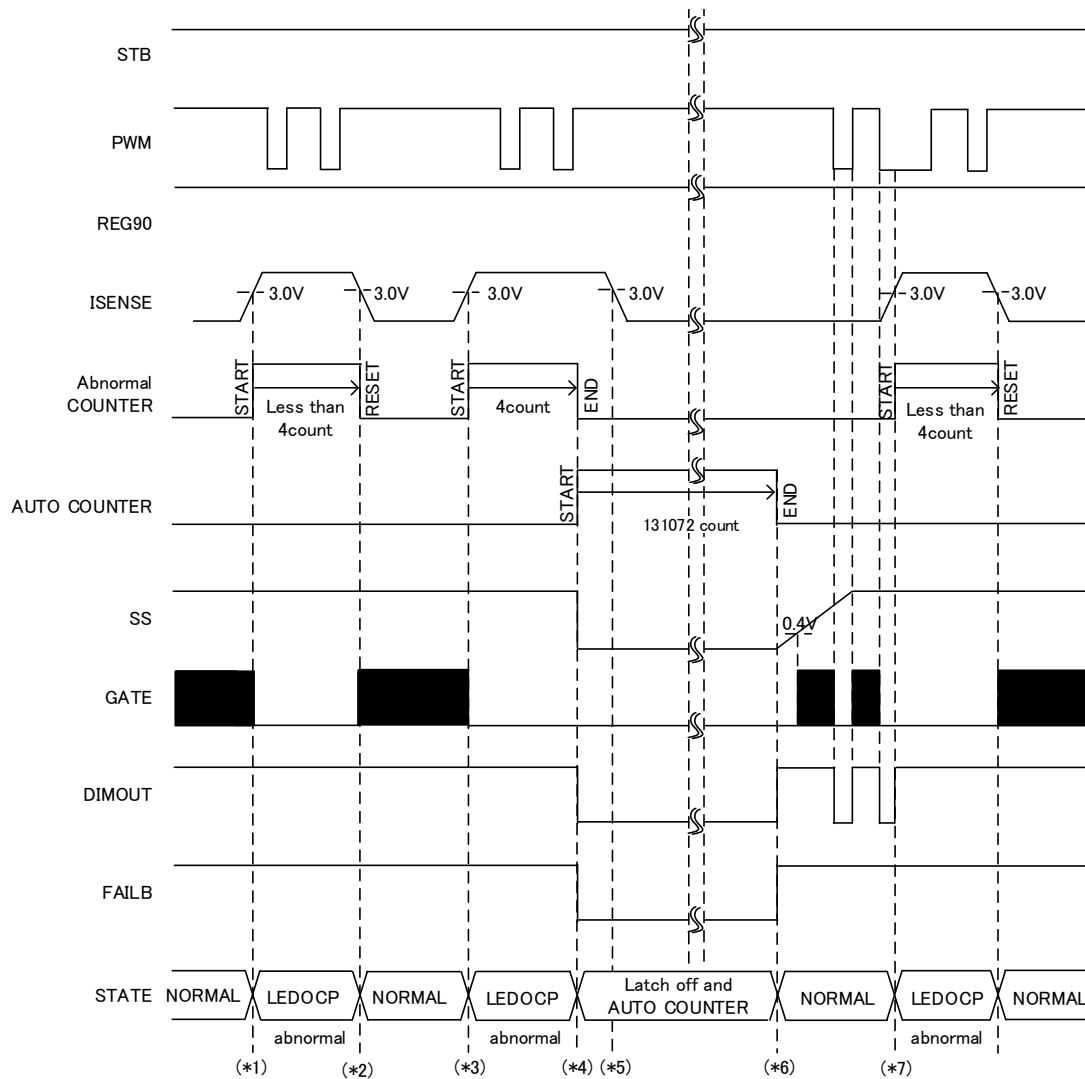 STB
PWM
REG90
ISENSE
3.0V
3.0V
3.0V
3.0V
3.0V
3.0V
Abnormal
COUNTER
START
Less than
4count
RESET
START
4count
END
START
Less than
4count
RESET
AUTO COUNTER
START
131072 count
END
SS
0.4V
GATE
DIMOUT
FAILB
STATE
NORMAL
LEDOCP
NORMAL
LEDOCP
Latch off and
AUTO COUNTER
NORMAL
LEDOCP
NORMAL
abnormal
abnormal
abnormal
(*1)
(*2)
(*3)
(*4)
(*5)
(*6)
(*7)